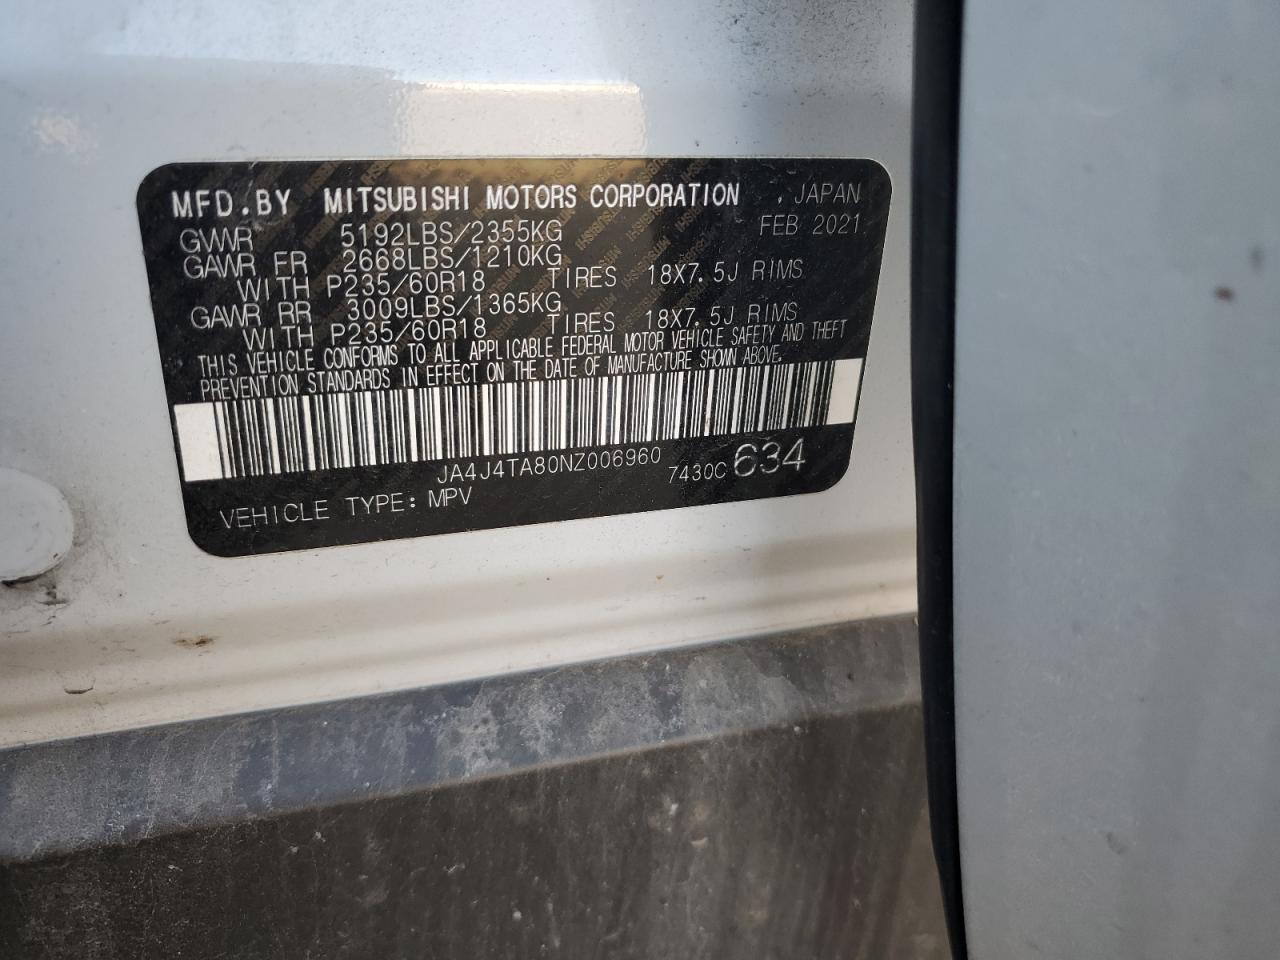 MFD.BY MITSUBISHI MOTORS CORPORATION , JAPAN
GVWR 5192LBS/2355KG FEB 2021
GAWR FR 2668LBS/1210KG
WITH P235/60R18 TIRES 18X7.5J RIMS
GAWR RR 3009LBS/1365KG
WITH P235/60R18 TIRES 18X7.5J RIMS
THIS VEHICLE CONFORMS TO ALL APPLICABLE FEDERAL MOTOR VEHICLE SAFETY AND THEFT
PREVENTION STANDARDS IN EFFECT ON THE DATE OF MANUFACTURE SHOWN ABOVE.
JA4J4TA80NZ006960 7430C 634
VEHICLE TYPE: MPV